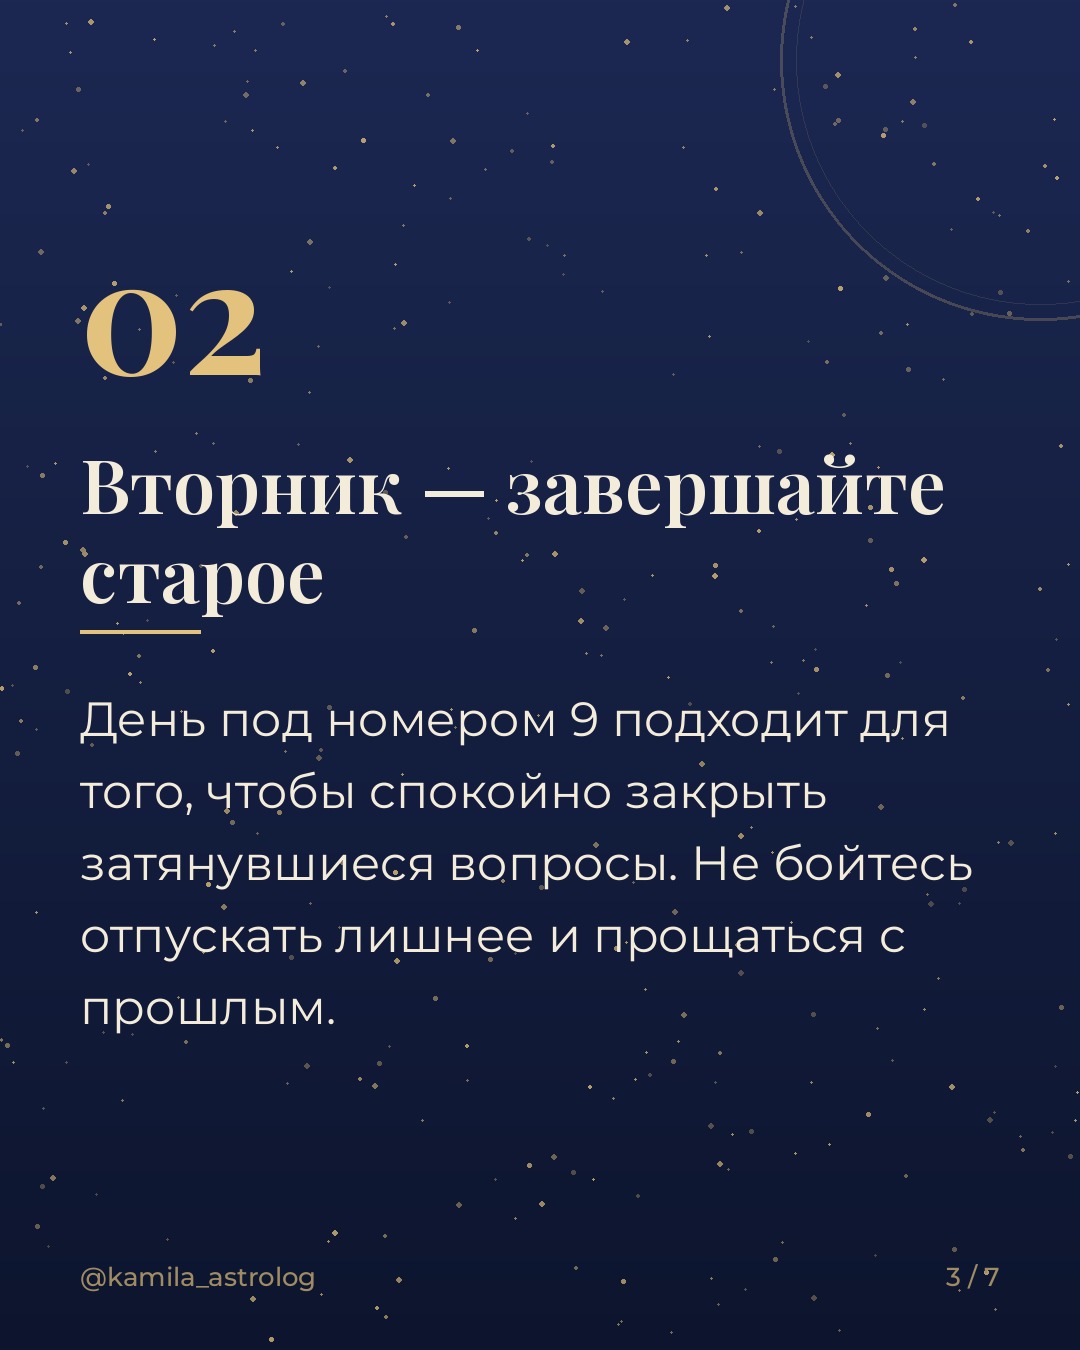 02
Вторник — завершайте
старое
День под номером 9 подходит для
того, чтобы спокойно закрыть
затянувшиеся вопросы. Не бойтесь
отпускать лишнее и прощаться с
прошлым.
@kamila_astrolog
3 / 7